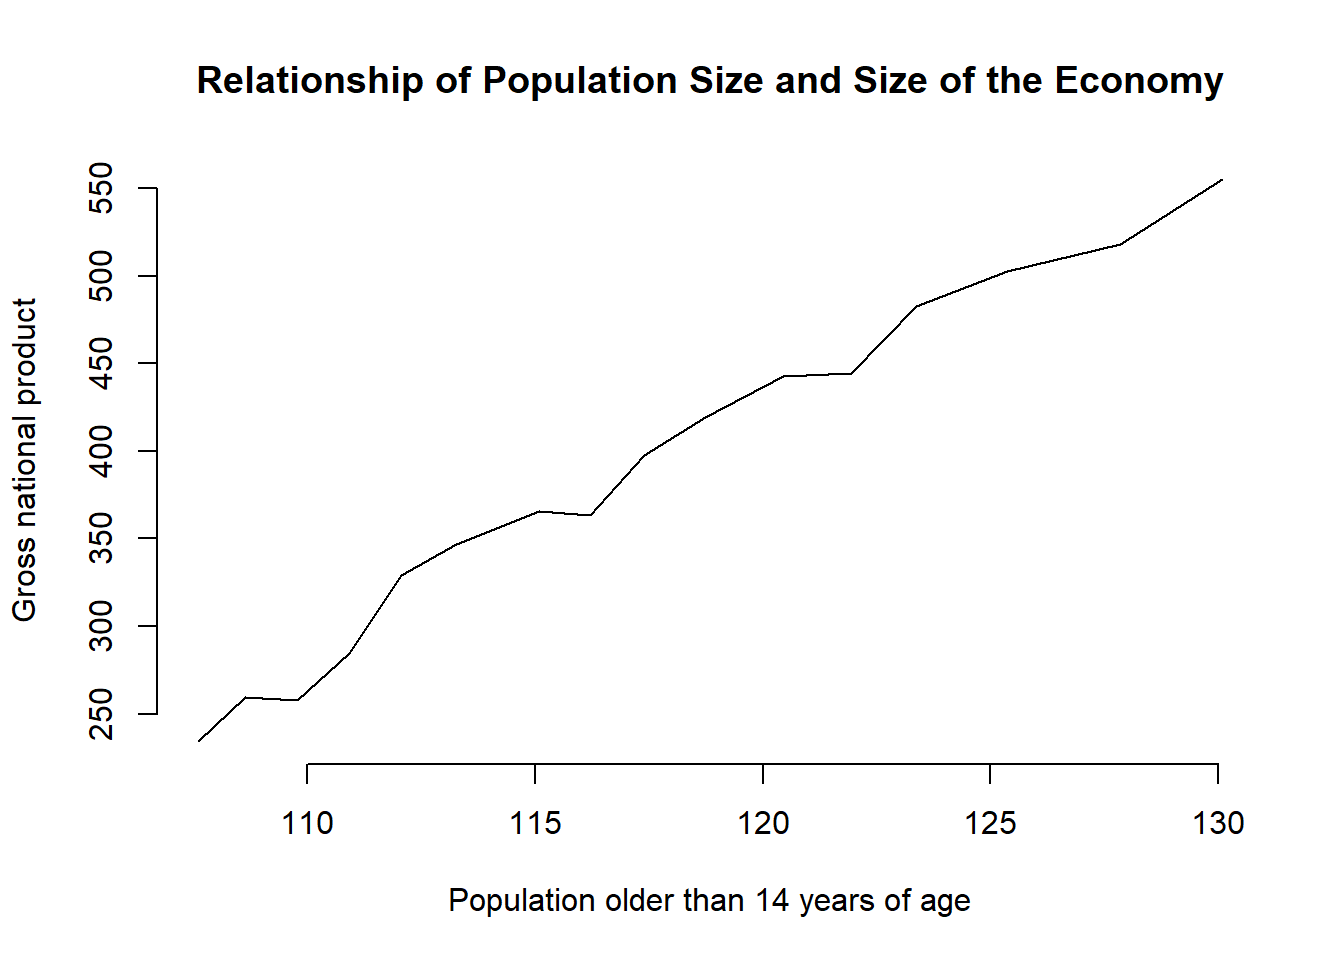 Relationship of Population Size and Size of the Economy
Gross national product
550
500
450
400
350
300
250
110 115 120 125 130
Population older than 14 years of age